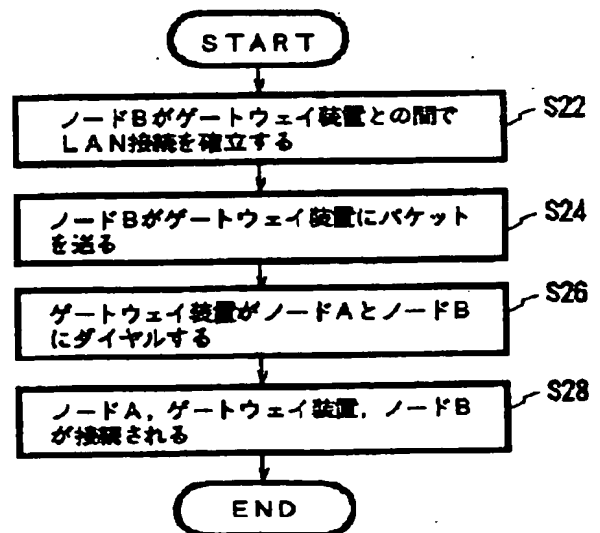 START
ノードBがゲートウェイ装置との間で
LAN接続を確立する
S22
ノードBがゲートウェイ装置にパケット
を送る
S24
ゲートウェイ装置がノードAとノードB
にダイヤルする
S26
ノードA,ゲートウェイ装置,ノードB
が接続される
S28
END